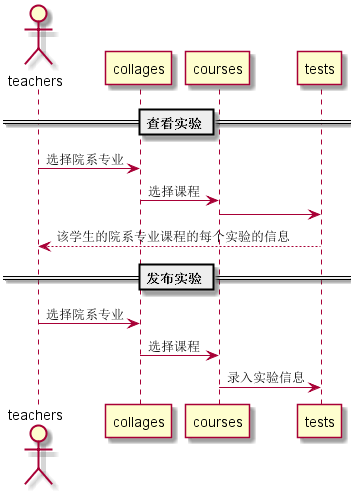 teachers
collages
courses
tests
查看实验
选择院系专业
选择课程
该学生的院系专业课程的每个实验的信息
发布实验
选择院系专业
选择课程
录入实验信息
teachers
collages
courses
tests